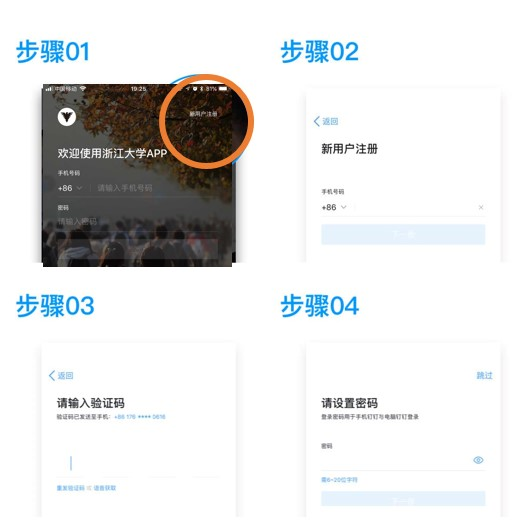 步骤01
中国移动 19:25 81%
新用户注册
欢迎使用浙江大学APP
手机号码
+86 请输入手机号码
密码
请输入密码
步骤02
返回
新用户注册
手机号码
+86
下一步
步骤03
返回
请输入验证码
验证码已发送至手机：+86 176 **** 0616
重发验证码 或 语音获取
步骤04
跳过
请设置密码
登录密码用于手机钉钉与电脑钉钉登录
密码
需6-20位字符
下一步